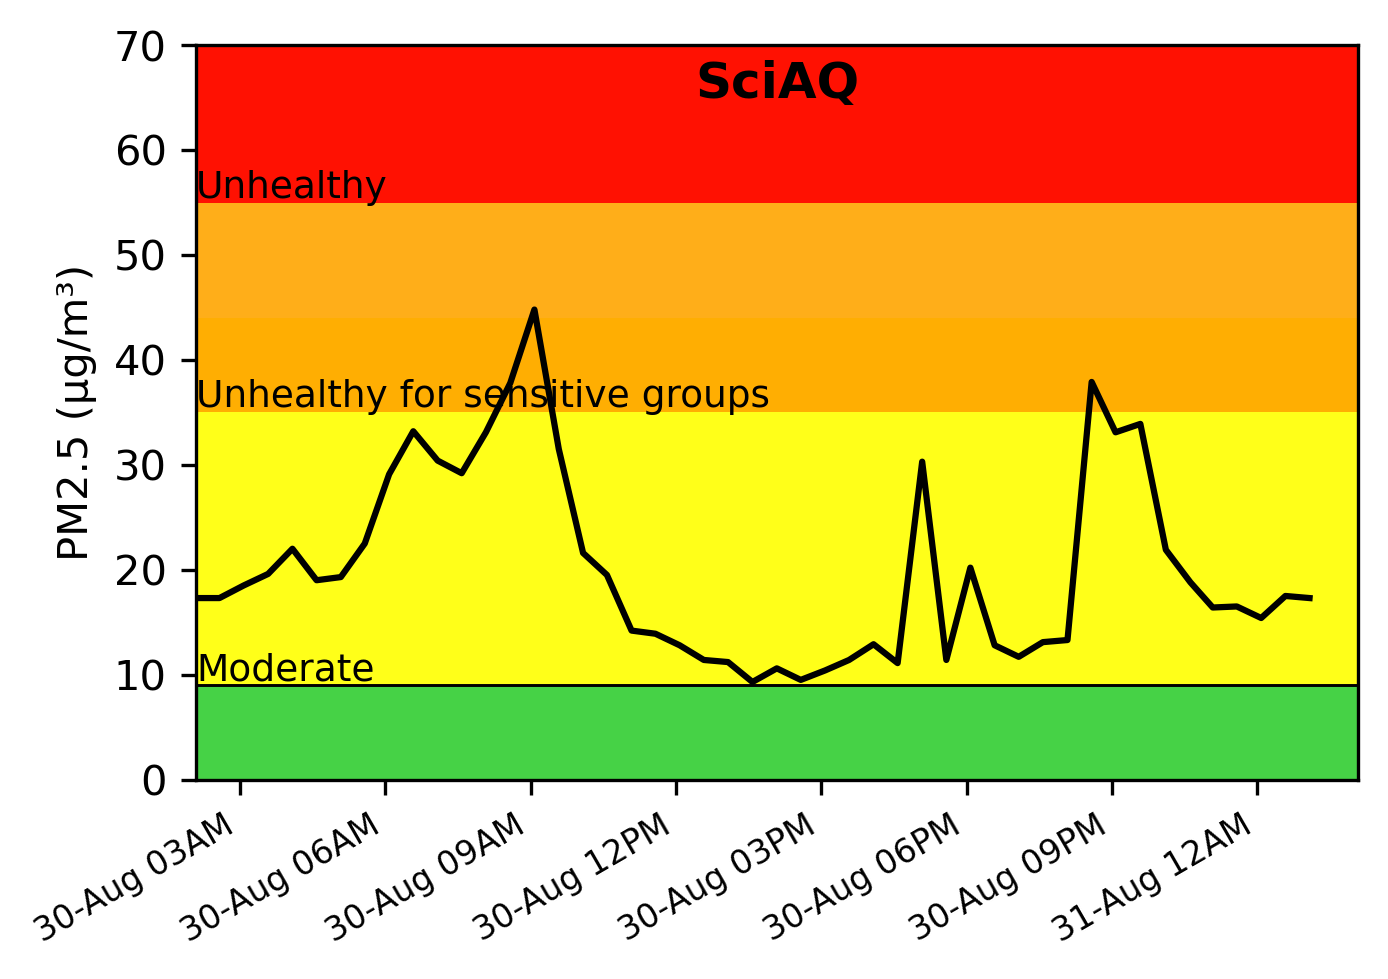 SciAQ
PM2.5 (µg/m³)
70
60
50
40
30
20
10
0
Unhealthy
Unhealthy for sensitive groups
Moderate
30-Aug 03AM
30-Aug 06AM
30-Aug 09AM
30-Aug 12PM
30-Aug 03PM
30-Aug 06PM
30-Aug 09PM
31-Aug 12AM